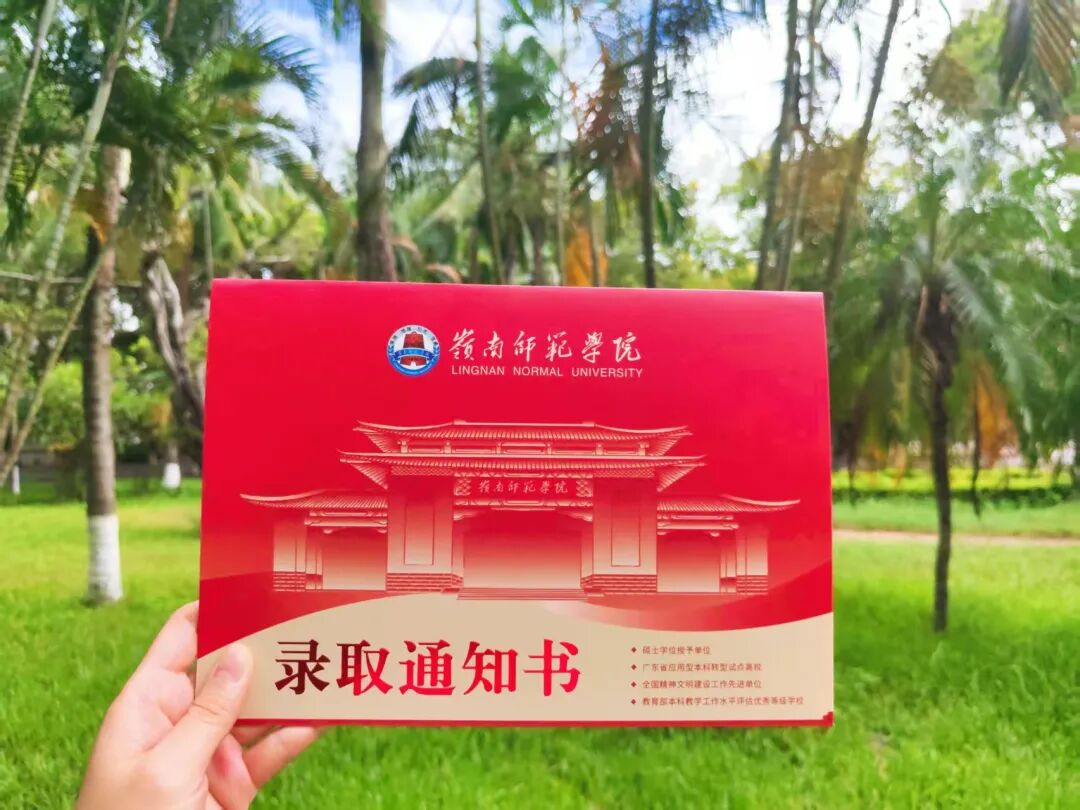 嶺南师範學院
LINGNAN NORMAL UNIVERSITY
嶺南师範學院
录取通知书
◆ 硕士学位授予单位
◆ 广东省应用型本科转型试点高校
◆ 全国精神文明建设工作先进单位
◆ 教育部本科教学工作水平评估优秀等级学校